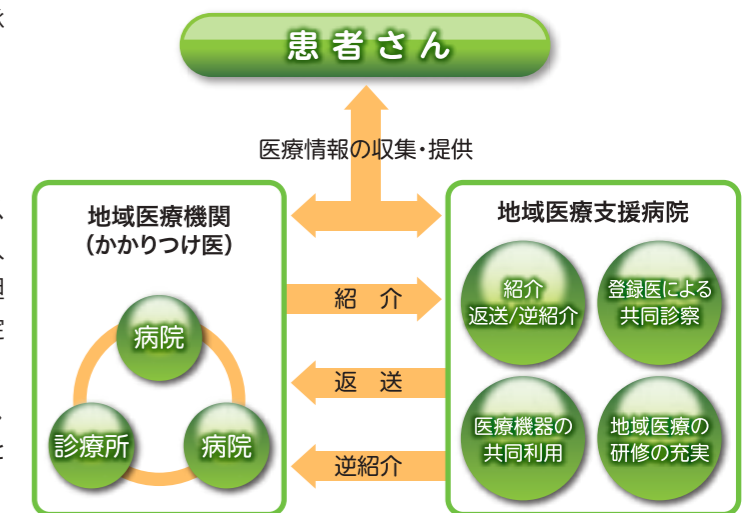 患者さん
医療情報の収集・提供
地域医療機関
（かかりつけ医）
病院
診療所
病院
紹 介
返 送
逆紹介
地域医療支援病院
紹介
返送/逆紹介
登録医による
共同診察
医療機器の
共同利用
地域医療の
研修の充実